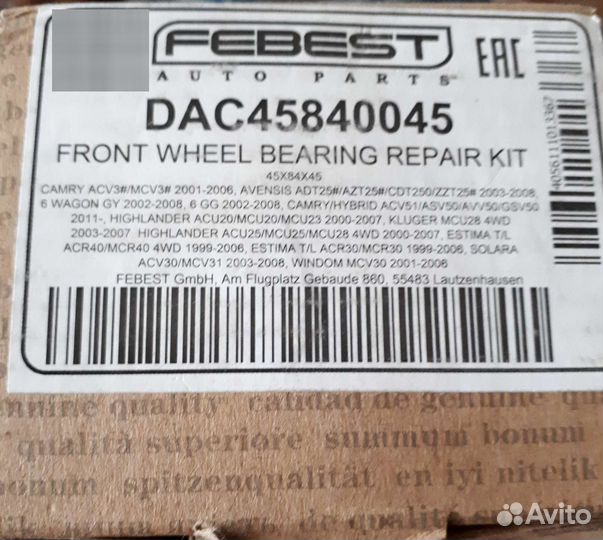 FEBEST
AUTO PARTS
EAC
DAC45840045
FRONT WHEEL BEARING REPAIR KIT
45X84X45
CAMRY ACV3#/MCV3# 2001-2006, AVENSIS ADT25#/AZT25#/CDT250/ZZT25# 2003-2008,
6 WAGON GY 2002-2008, 6 GG 2002-2008, CAMRY/HYBRID ACV51/ASV50/AVV50/GSV50
2011-, HIGHLANDER ACU20/MCU20/MCU23 2000-2007, KLUGER MCU28 4WD
2003-2007, HIGHLANDER ACU25/MCU25/MCU28 4WD 2000-2007, ESTIMA T/L
ACR40/MCR40 4WD 1999-2006, ESTIMA T/L ACR30/MCR30 1999-2006, SOLARA
ACV30/MCV31 2003-2008, WINDOM MCV30 2001-2006
FEBEST GmbH, Am Flugplatz Gebaude 860, 55483 Lautzenhausen
4056111013367
genuine quality calidad de genuine
qualità superiore summum bonum
bonum spitzenqualität en iyi nitelik
Avito